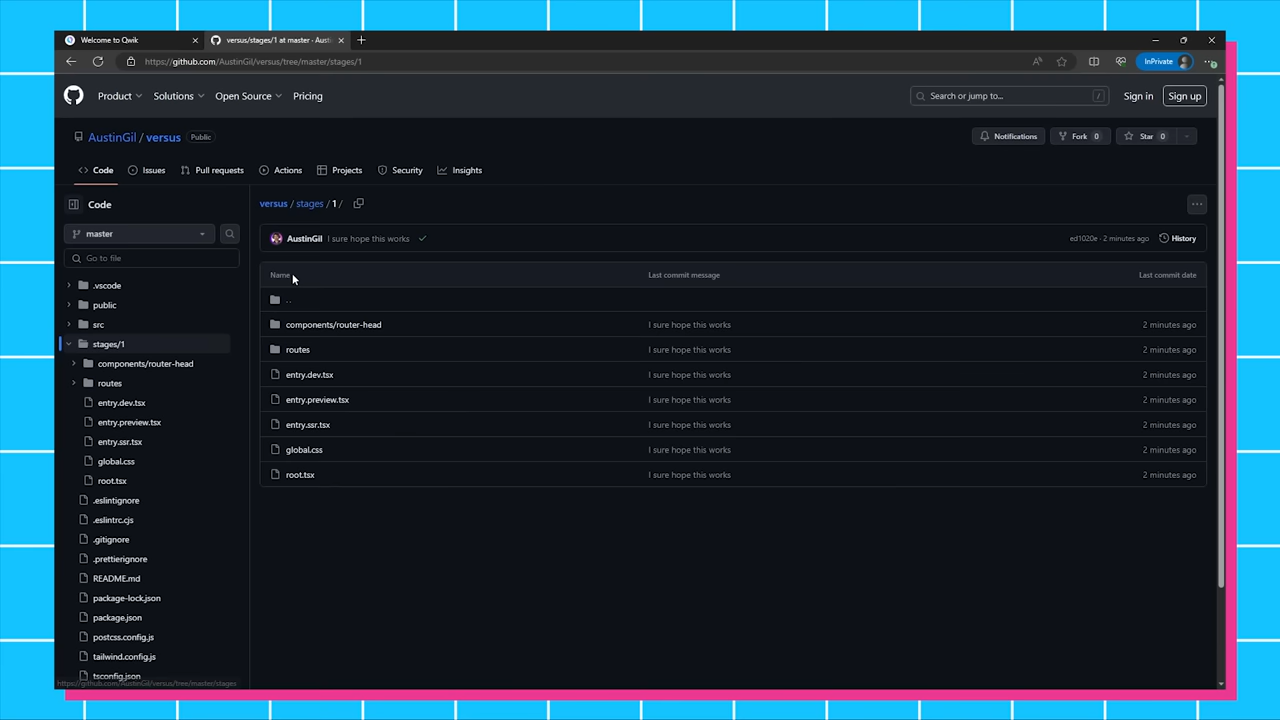 Welcome to Qwik
versus/stages/1 at master · Aust
https://github.com/AustinGil/versus/tree/master/stages/1
InPrivate
Product
Solutions
Open Source
Pricing
Search or jump to...
/
Sign in
Sign up
AustinGil / versus
Public
Notifications
Fork 0
Star 0
Code
Issues
Pull requests
Actions
Projects
Security
Insights
Code
master
Go to file
.vscode
public
src
stages/1
components/router-head
routes
entry.dev.tsx
entry.preview.tsx
entry.ssr.tsx
global.css
root.tsx
.eslintignore
.eslintrc.cjs
.gitignore
.prettierignore
README.md
package-lock.json
package.json
postcss.config.js
tailwind.config.js
tsconfig.json
https://github.com/AustinGil/versus/tree/master/stages
versus / stages / 1 /
AustinGil I sure hope this works
ed1020e · 2 minutes ago
History
Name Last commit message Last commit date
..
components/router-head I sure hope this works 2 minutes ago
routes I sure hope this works 2 minutes ago
entry.dev.tsx I sure hope this works 2 minutes ago
entry.preview.tsx I sure hope this works 2 minutes ago
entry.ssr.tsx I sure hope this works 2 minutes ago
global.css I sure hope this works 2 minutes ago
root.tsx I sure hope this works 2 minutes ago